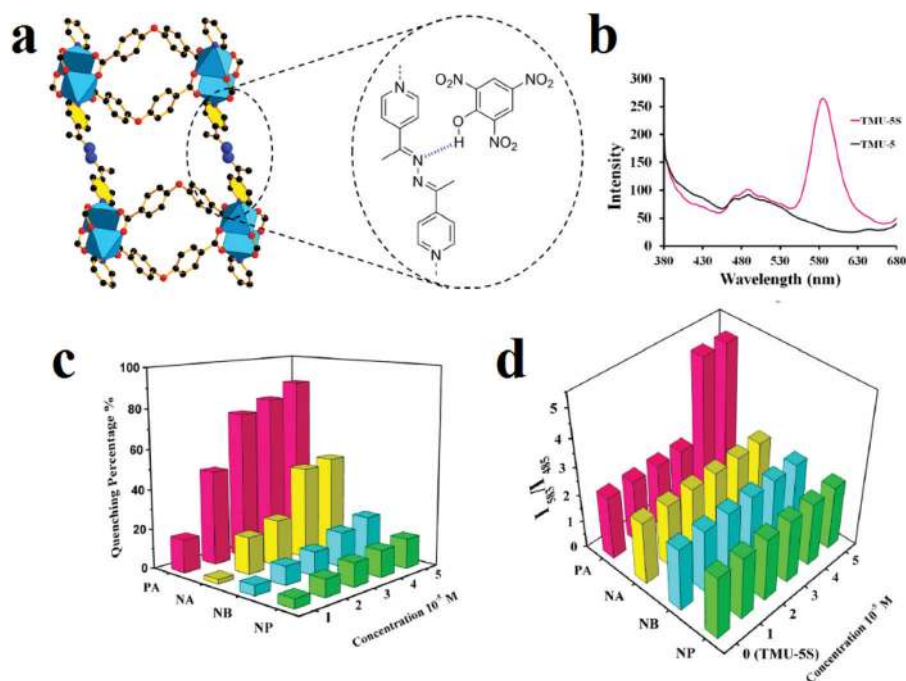 a
NO₂
O₂N
NO₂
O
H
N
N
N
N
b
300
250
200
150
100
50
0
Intensity
TMU-5S
TMU-5
380
430
480
530
580
630
680
Wavelength (nm)
c
100
80
60
40
20
0
Quenching Percentage %
PA
NA
NB
NP
1
2
3
4
5
Concentration 10⁻⁵ M
d
5
4
3
2
1
0
I₅₈₅/I₄₈₅
PA
NA
NB
NP
0 (TMU-5S)
1
2
3
4
5
Concentration 10⁻⁵ M